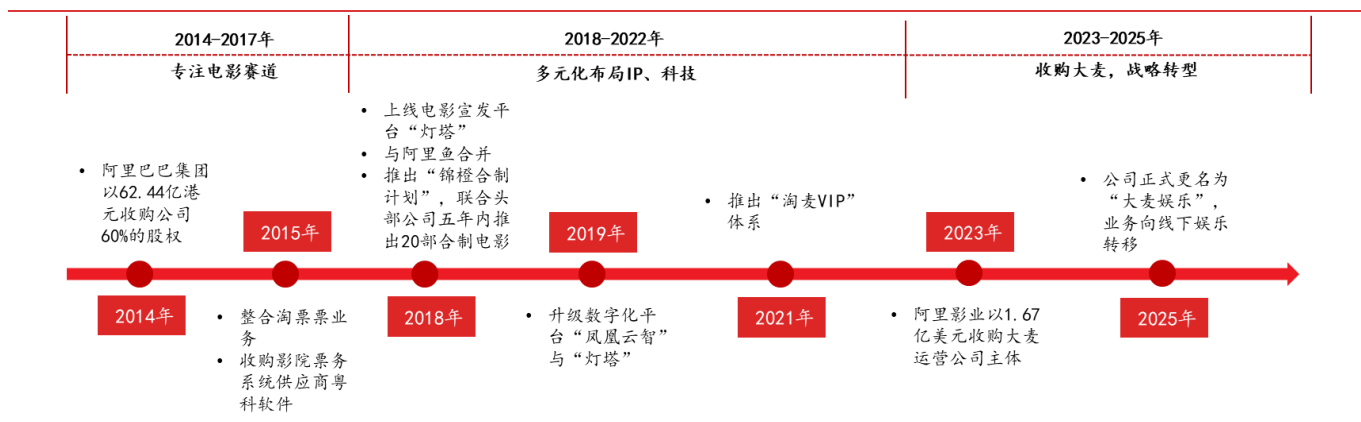 2014-2017年
专注电影赛道
2018-2022年
多元化布局IP、科技
2023-2025年
收购大麦，战略转型
• 阿里巴巴集团
以62.44亿港
元收购公司
60%的股权
2014年
2015年
• 整合淘票票业
务
• 收购影院票务
系统供应商粤
科软件
• 上线电影宣发平
台“灯塔”
• 与阿里鱼合并
• 推出“锦橙合制
计划”，联合头
部公司五年内推
出20部合制电影
2018年
2019年
• 升级数字化平
台“凤凰云智”
与“灯塔”
• 推出“淘麦VIP”
体系
2021年
2023年
• 阿里影业以1.67
亿美元收购大麦
运营公司主体
• 公司正式更名为
“大麦娱乐”，
业务向线下娱乐
转移
2025年